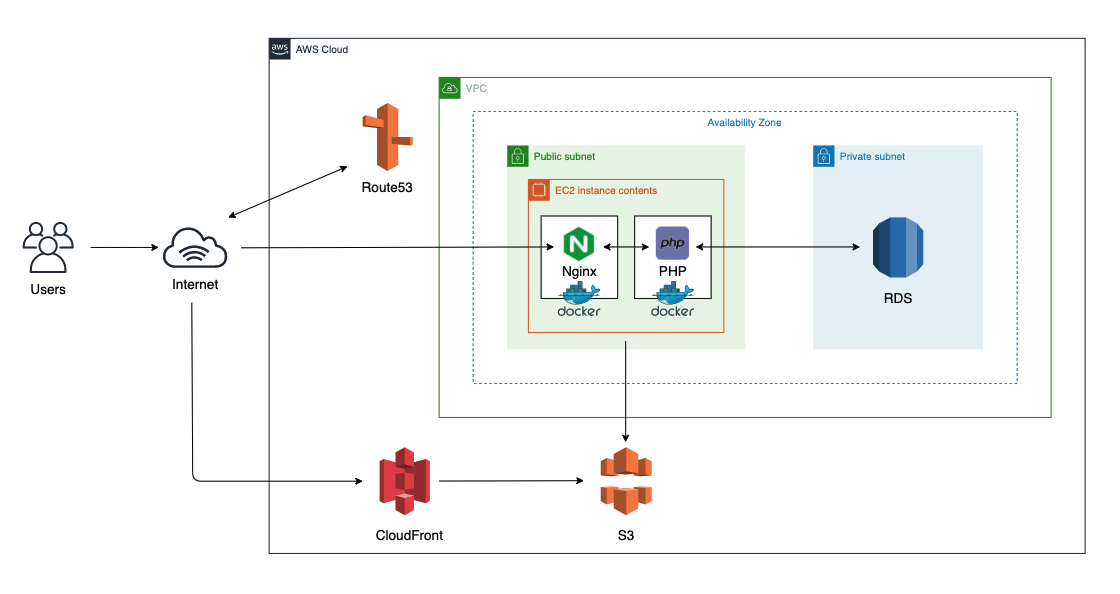 aws
AWS Cloud
VPC
Availability Zone
Route53
Public subnet
Private subnet
EC2 instance contents
php
Users
Internet
Nginx
PHP
RDS
docker
docker
CloudFront
S3